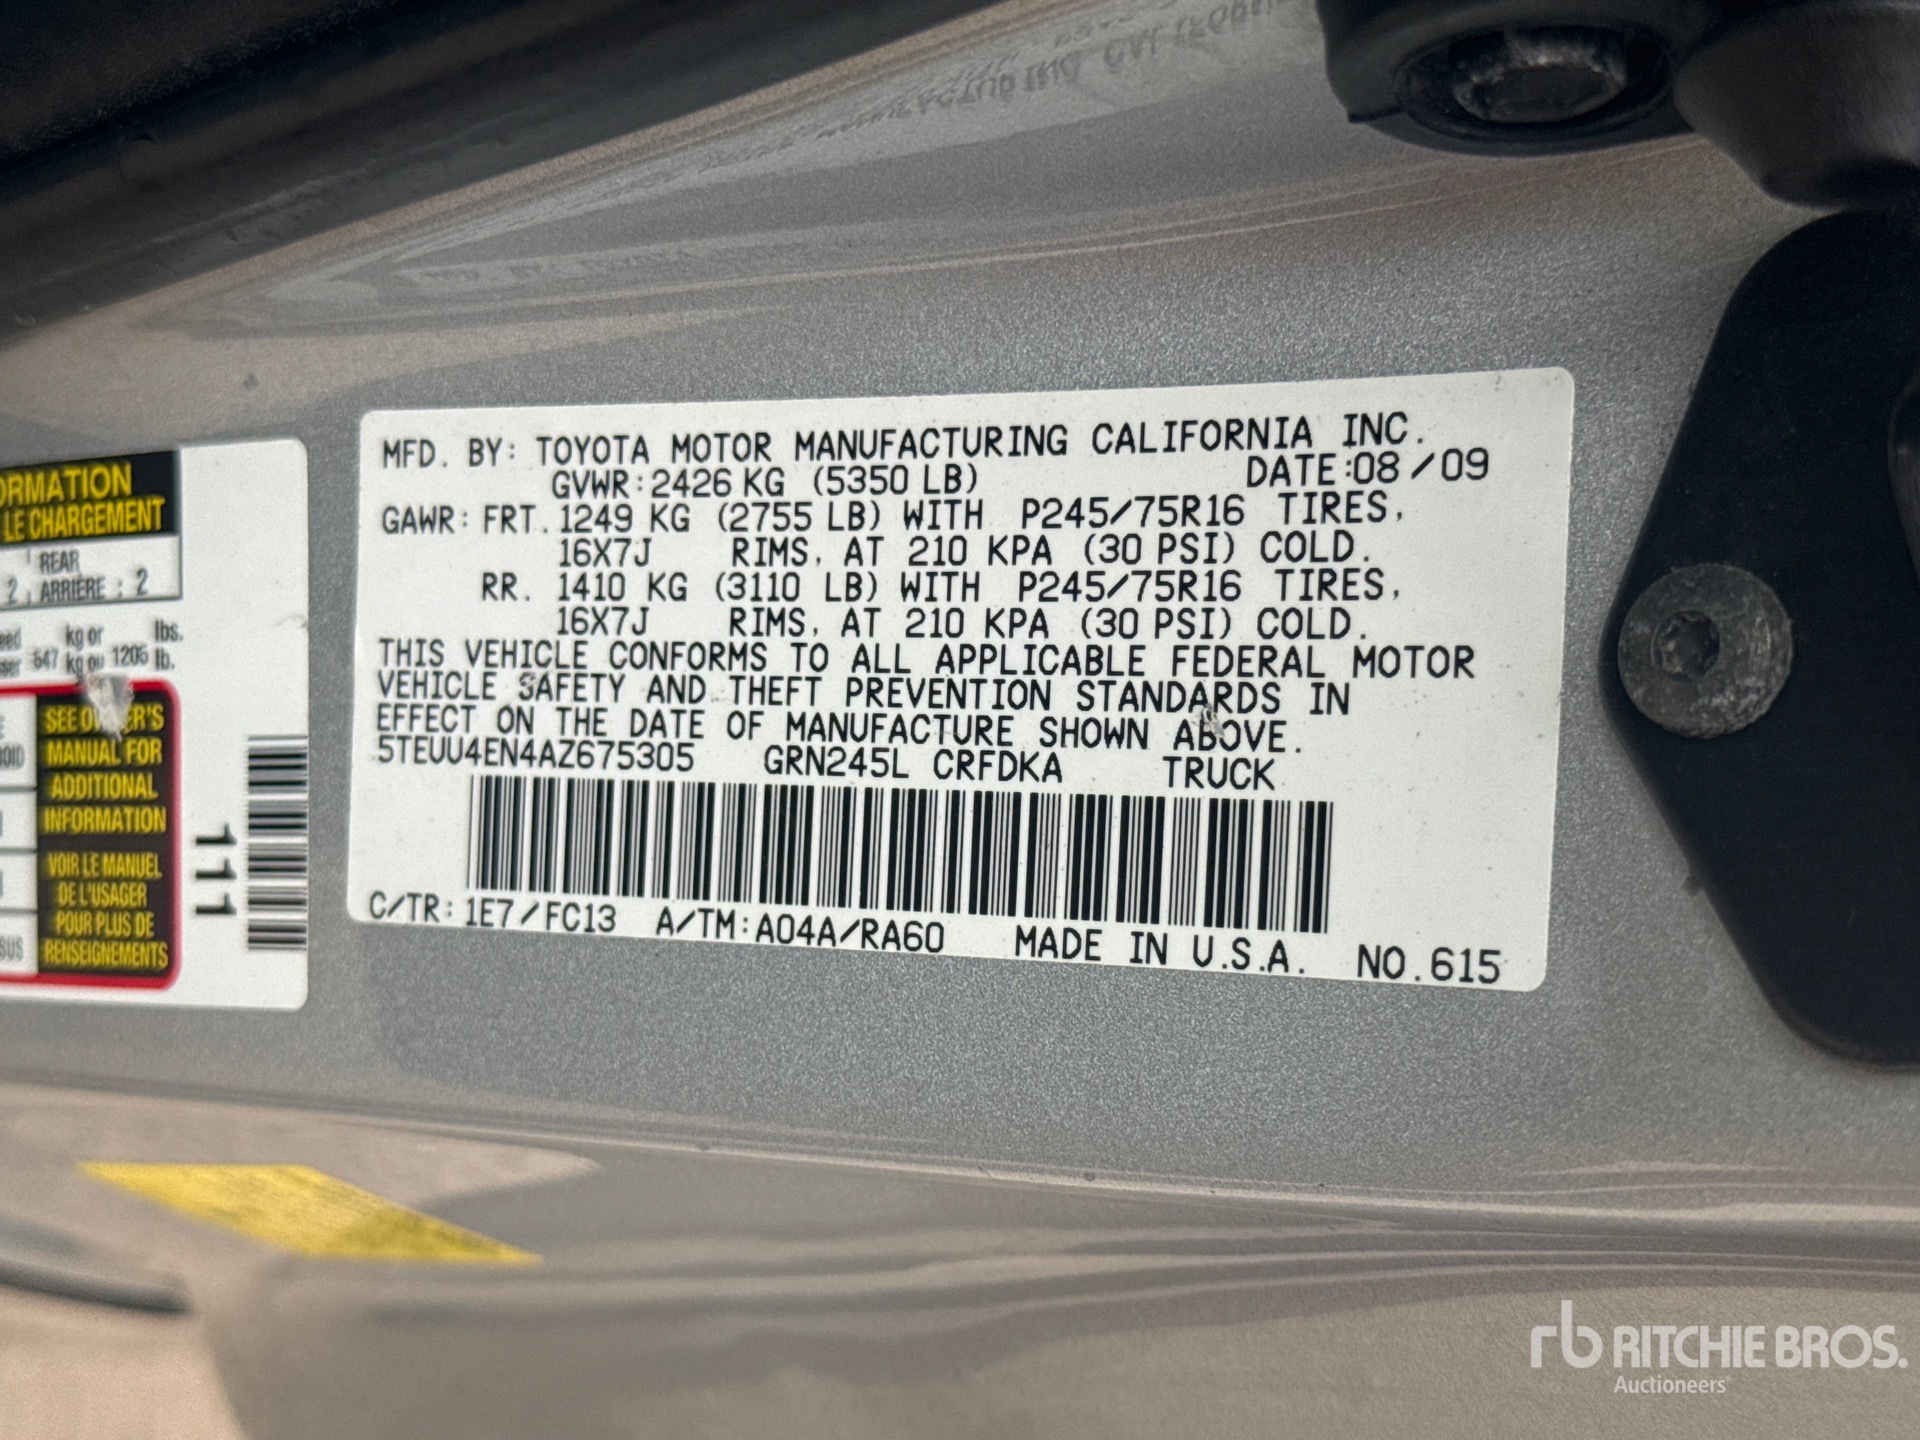 MFD. BY: TOYOTA MOTOR MANUFACTURING CALIFORNIA INC.
GVWR: 2426 KG (5350 LB) DATE:08/09
GAWR: FRT. 1249 KG (2755 LB) WITH P245/75R16 TIRES,
16X7J RIMS, AT 210 KPA (30 PSI) COLD.
RR. 1410 KG (3110 LB) WITH P245/75R16 TIRES,
16X7J RIMS, AT 210 KPA (30 PSI) COLD.
THIS VEHICLE CONFORMS TO ALL APPLICABLE FEDERAL MOTOR
VEHICLE SAFETY AND THEFT PREVENTION STANDARDS IN
EFFECT ON THE DATE OF MANUFACTURE SHOWN ABOVE.
5TEUU4EN4AZ675305 GRN245L CRFDKA TRUCK
C/TR: 1E7/FC13 A/TM: A04A/RA60 MADE IN U.S.A. NO.615
LE CHARGEMENT
REAR
2, ARRIÈRE : 2
kg or lbs.
647 kg ou 1205 lb.
SEE OWNER'S
MANUAL FOR
ADDITIONAL
INFORMATION
VOIR LE MANUEL
DE L'USAGER
POUR PLUS DE
RENSEIGNEMENTS
111
rb RITCHIE BROS.
Auctioneers